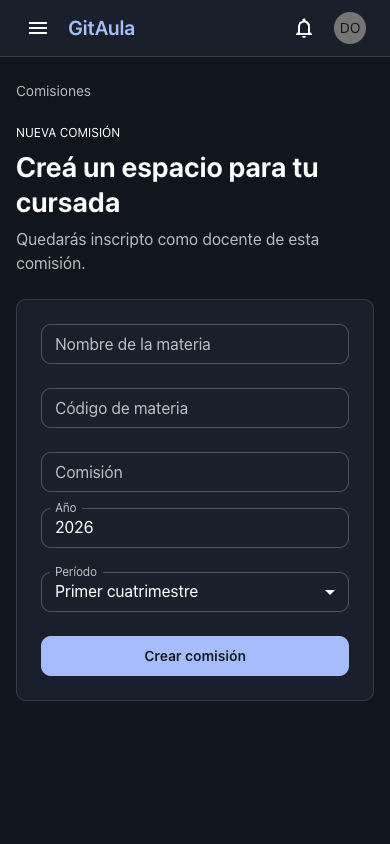 GitAula
DO
Comisiones
NUEVA COMISIÓN
Creá un espacio para tu
cursada
Quedarás inscripto como docente de esta
comisión.
Nombre de la materia
Código de materia
Comisión
Año
2026
Período
Primer cuatrimestre
Crear comisión